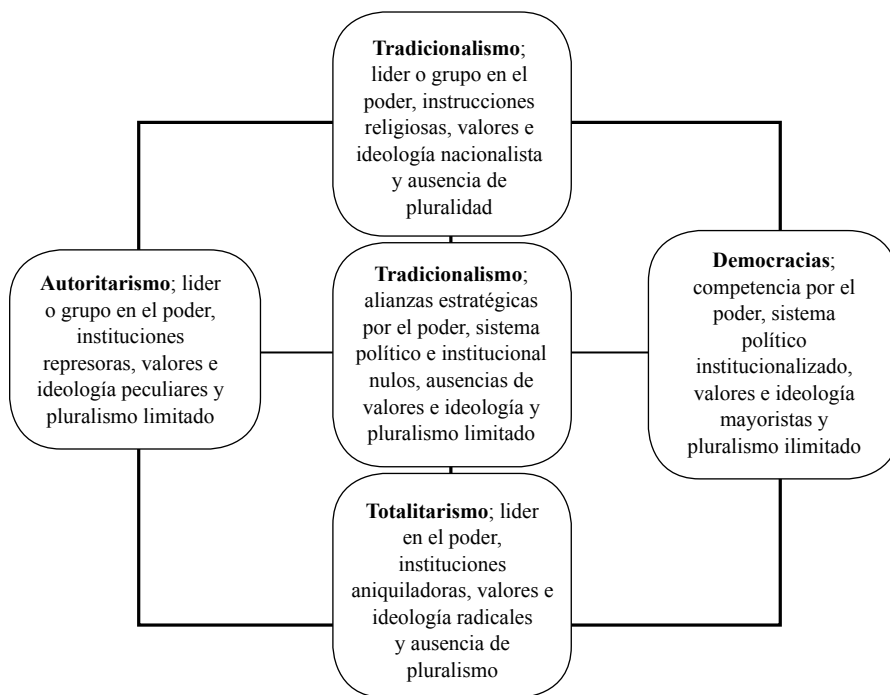 Tradicionalismo;
lider o grupo en el
poder, instrucciones
religiosas, valores e
ideología nacionalista
y ausencia de
pluralidad
Autoritarismo; lider
o grupo en el poder,
instituciones
represoras, valores e
ideología peculiares y
pluralismo limitado
Tradicionalismo;
alianzas estratégicas
por el poder, sistema
político e institucional
nulos, ausencias de
valores e ideología y
pluralismo limitado
Democracias;
competencia por el
poder, sistema
político
institucionalizado,
valores e ideología
mayoristas y
pluralismo ilimitado
Totalitarismo; lider
en el poder,
instituciones
aniquiladoras, valores e
ideología radicales
y ausencia de
pluralismo